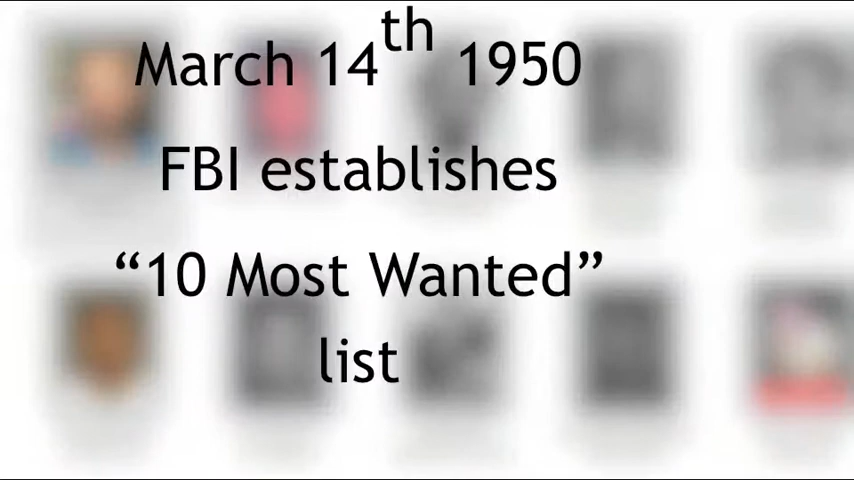 March 14th 1950
FBI establishes
“10 Most Wanted”
list